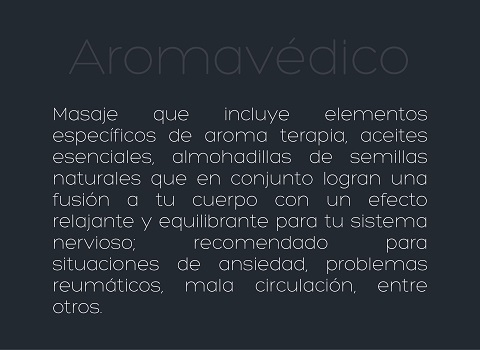 Aromavédico
Masaje que incluye elementos
específicos de aroma terapia, aceites
esenciales, almohadillas de semillas
naturales que en conjunto logran una
fusión a tu cuerpo con un efecto
relajante y equilibrante para tu sistema
nervioso; recomendado para
situaciones de ansiedad, problemas
reumáticos, mala circulación, entre
otros.